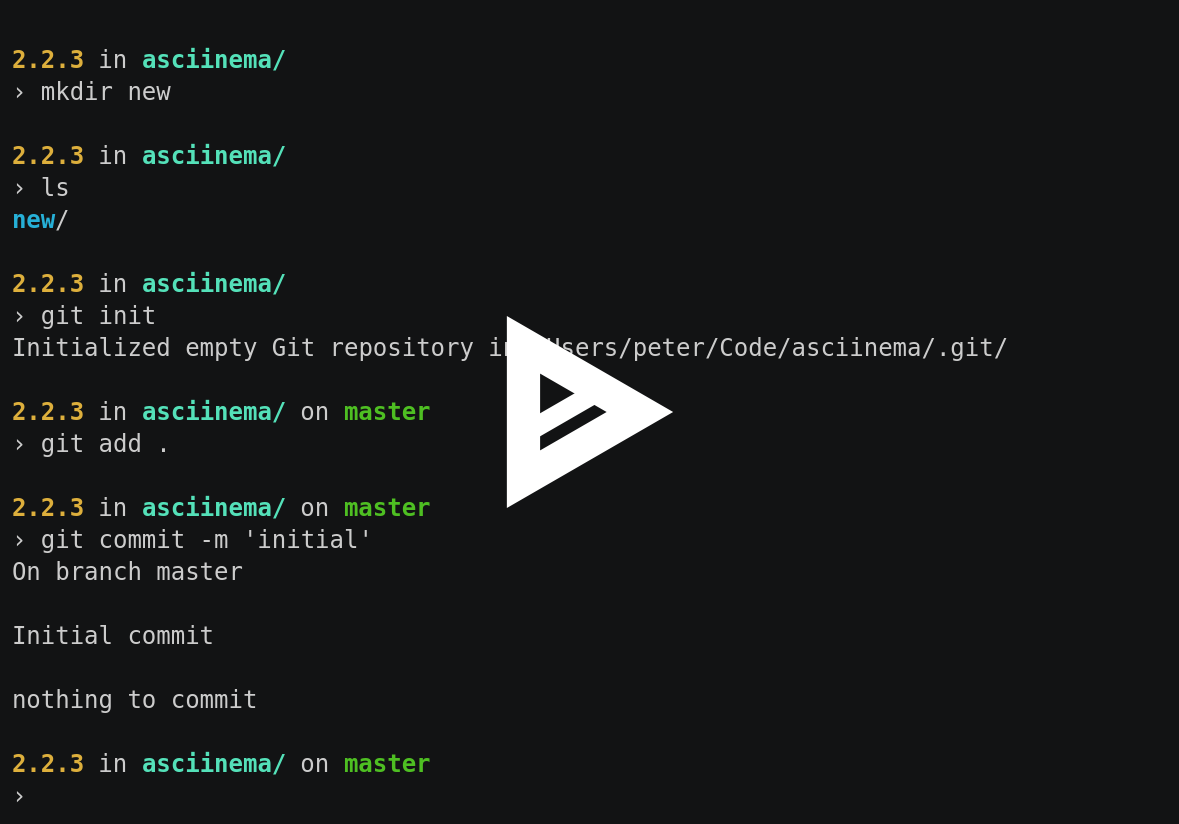 2.2.3 in asciinema/
› mkdir new
2.2.3 in asciinema/
› ls
new/
2.2.3 in asciinema/
› git init
Initialized empty Git repository in /Users/peter/Code/asciinema/.git/
2.2.3 in asciinema/ on master
› git add .
2.2.3 in asciinema/ on master
› git commit -m 'initial'
On branch master
Initial commit
nothing to commit
2.2.3 in asciinema/ on master
›